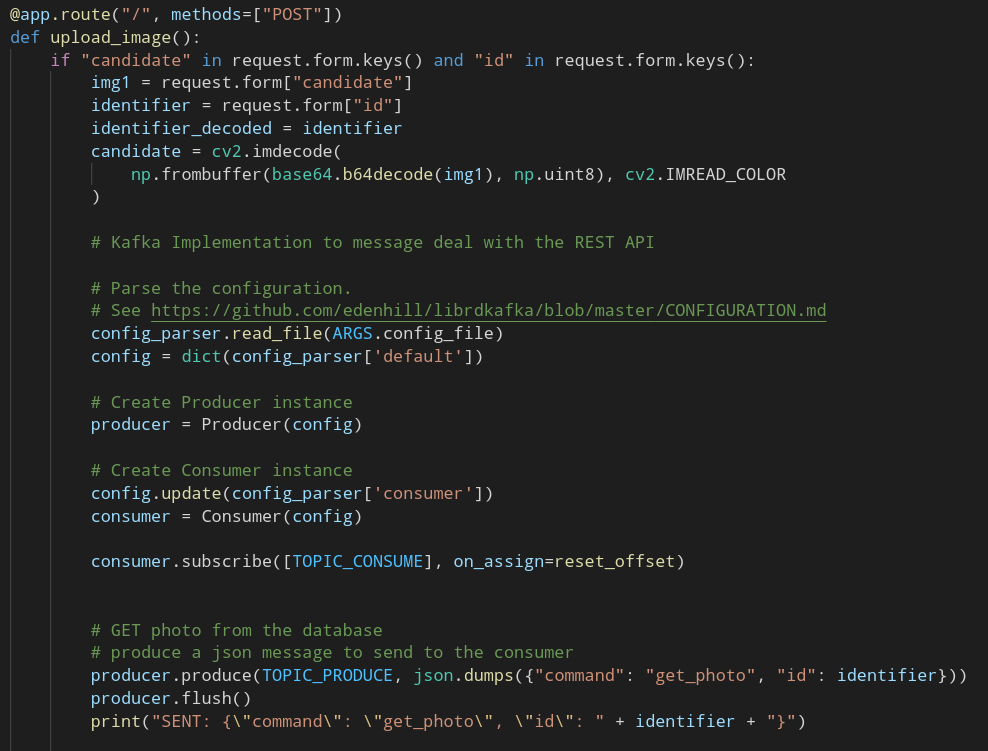 @app.route("/", methods=["POST"])
def upload_image():
    if "candidate" in request.form.keys() and "id" in request.form.keys():
        img1 = request.form["candidate"]
        identifier = request.form["id"]
        identifier_decoded = identifier
        candidate = cv2.imdecode(
            np.frombuffer(base64.b64decode(img1), np.uint8), cv2.IMREAD_COLOR
        )

        # Kafka Implementation to message deal with the REST API

        # Parse the configuration.
        # See https://github.com/edenhill/librdkafka/blob/master/CONFIGURATION.md
        config_parser.read_file(ARGS.config_file)
        config = dict(config_parser['default'])

        # Create Producer instance
        producer = Producer(config)

        # Create Consumer instance
        config.update(config_parser['consumer'])
        consumer = Consumer(config)

        consumer.subscribe([TOPIC_CONSUME], on_assign=reset_offset)


        # GET photo from the database
        # produce a json message to send to the consumer
        producer.produce(TOPIC_PRODUCE, json.dumps({"command": "get_photo", "id": identifier}))
        producer.flush()
        print("SENT: {\"command\": \"get_photo\", \"id\": " + identifier + "}")